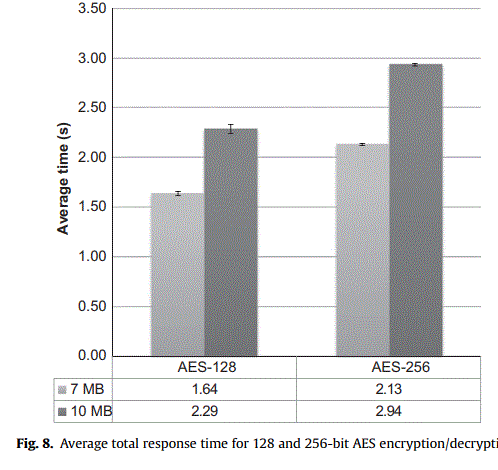 3.50
3.00
2.50
2.00
1.50
1.00
0.50
0.00
Average time (s)
AES-128 AES-256
7 MB 1.64 2.13
10 MB 2.29 2.94
Fig. 8. Average total response time for 128 and 256-bit AES encryption/decrypti